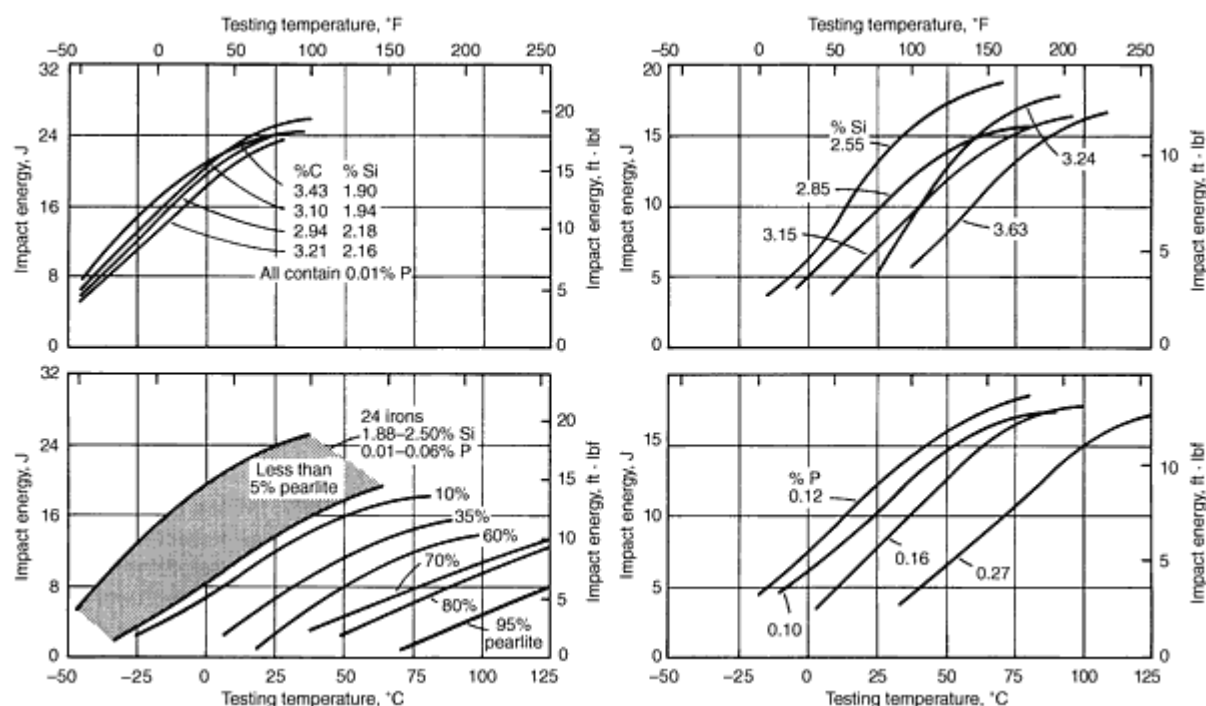 Testing temperature, °F
−50 0 50 100 150 200 250
32
24
16
8
0
Impact energy, J
20
15
10
5
0
Impact energy, ft · lbf
%C % Si
3.43 1.90
3.10 1.94
2.94 2.18
3.21 2.16
All contain 0.01% P
Testing temperature, °F
0 50 100 150 200 250
20
15
10
5
0
Impact energy, J
10
5
0
Impact energy, ft · lbf
% Si
2.55
2.85
3.15
3.24
3.63
32
24
16
8
0
Impact energy, J
20
15
10
5
0
Impact energy, ft · lbf
24 irons
1.88–2.50% Si
0.01–0.06% P
Less than
5% pearlite
10%
35%
60%
70%
80%
95%
pearlite
−50 −25 0 25 50 75 100 125
Testing temperature, °C
15
10
5
0
Impact energy, J
10
5
0
Impact energy, ft · lbf
% P
0.12
0.16
0.27
0.10
−50 −25 0 25 50 75 100 125
Testing temperature, °C